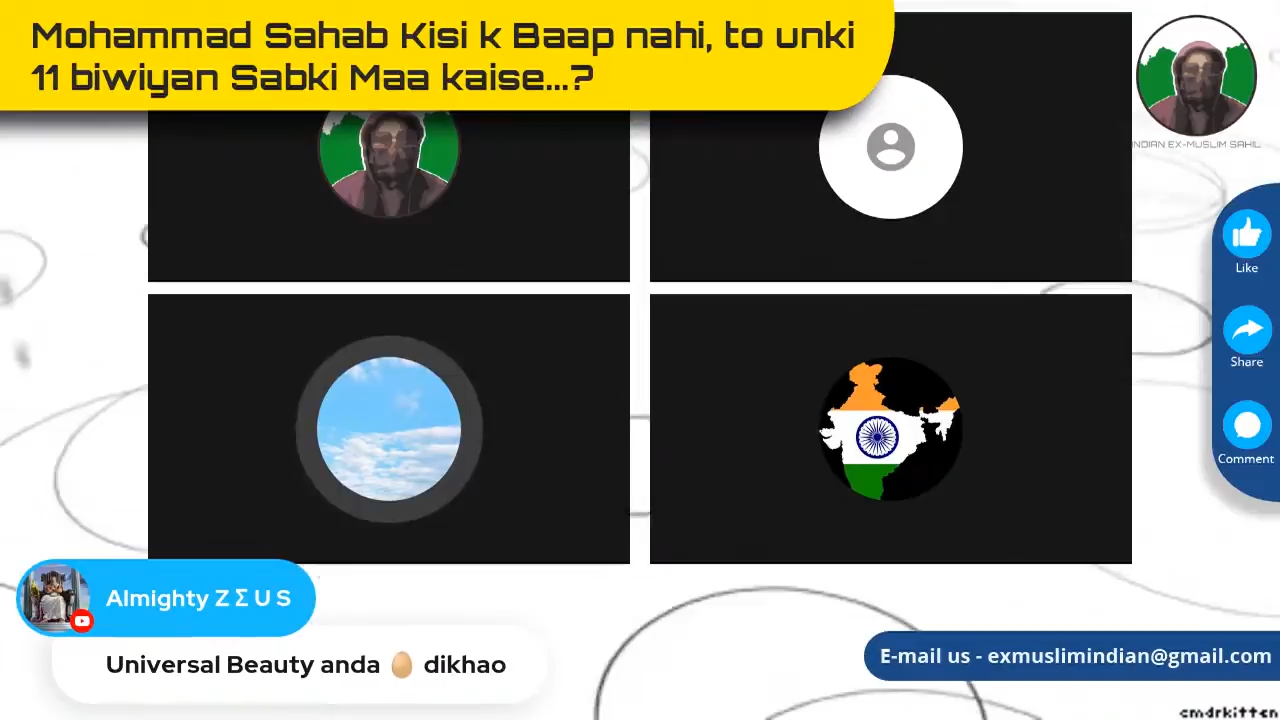 Mohammad Sahab Kisi k Baap nahi, to unki
11 biwiyan Sabki Maa kaise...?
INDIAN EX-MUSLIM SAHIL
Like
Share
Comment
Almighty Z Σ U S
Universal Beauty anda 🥚 dikhao
E-mail us - exmuslimindian@gmail.com
cmdrkitten